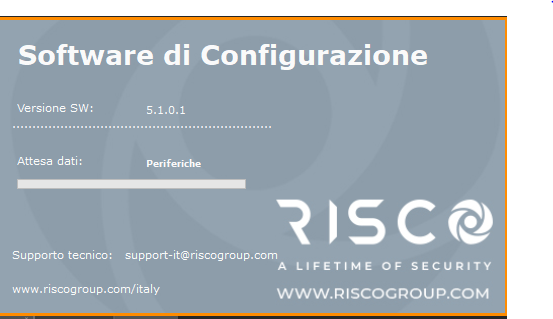 Software di Configurazione
Versione SW: 5.1.0.1
Attesa dati: Periferiche
RISCO
A LIFETIME OF SECURITY
Supporto tecnico: support-it@riscogroup.com
www.riscogroup.com/italy
WWW.RISCOGROUP.COM